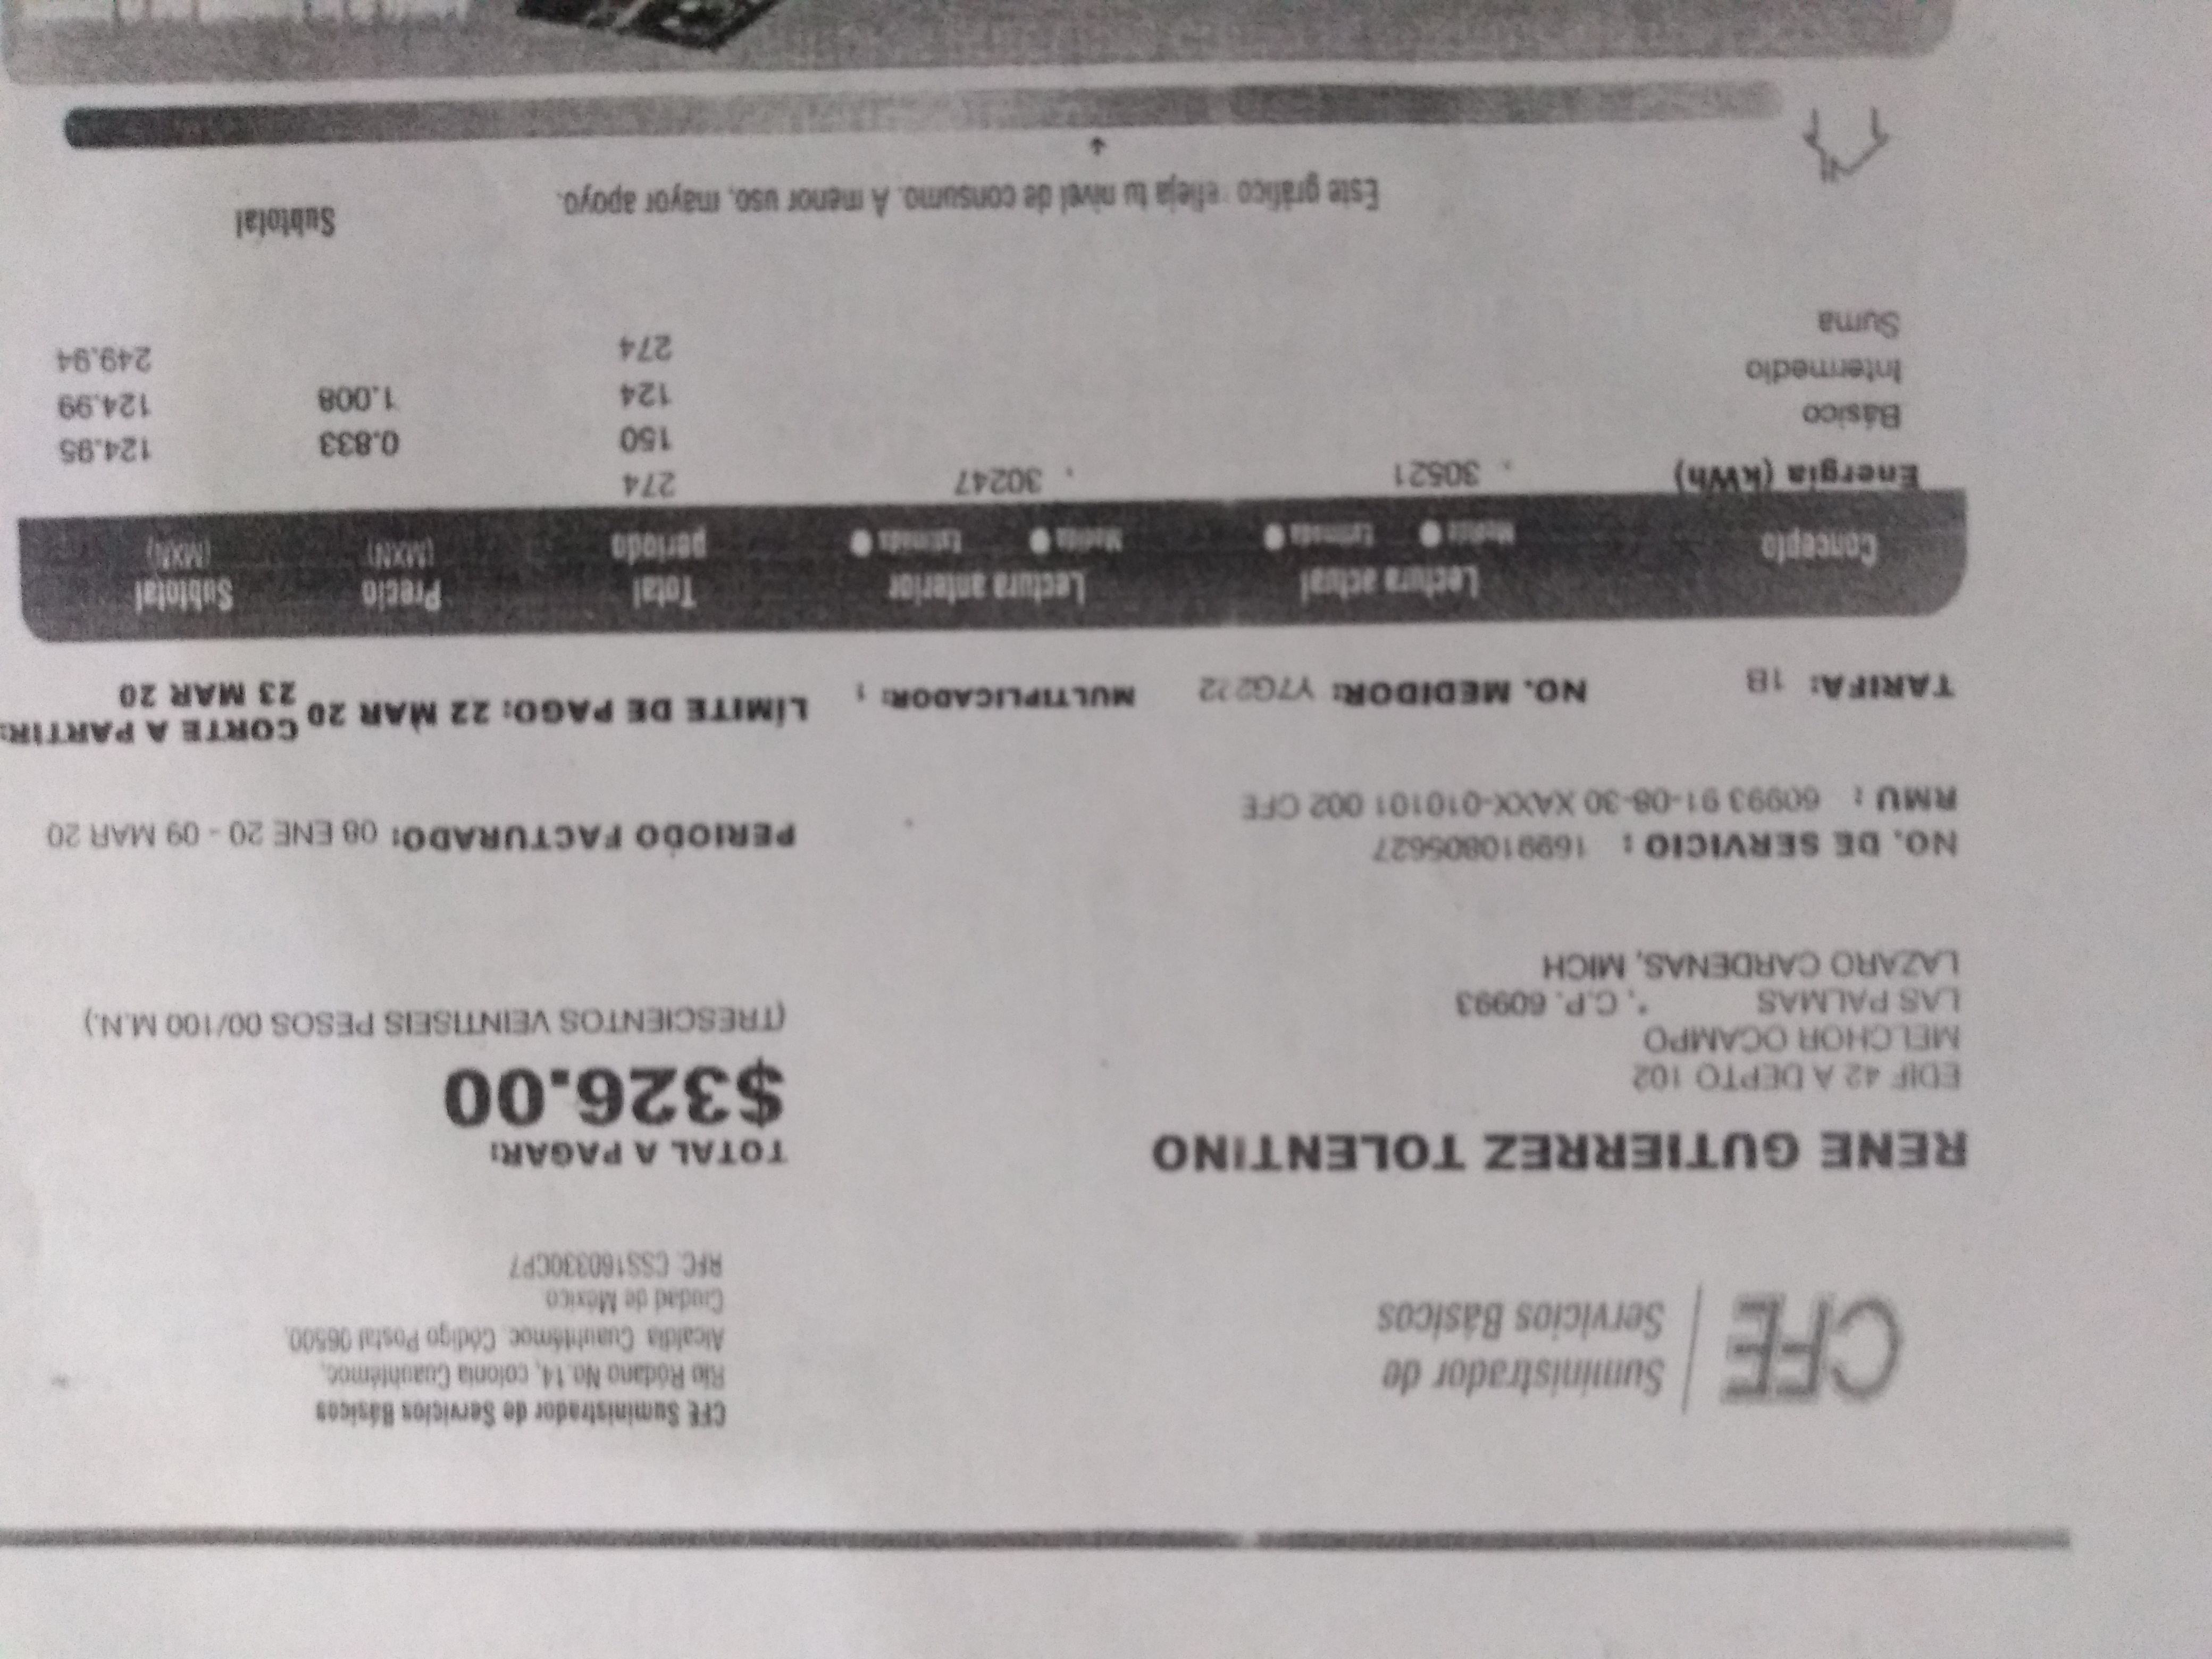 CFE
Suministrador de
Servicios Básicos
CFE Suministrador de Servicios Básicos
Río Ródano No. 14, colonia Cuauhtémoc,
Alcaldía Cuauhtémoc, Código Postal 06500,
Ciudad de México
RFC: CSS160330CP7
RENE GUTIERREZ TOLENTINO
EDIF 42 A DEPTO 102
MELCHOR OCAMPO
LAS PALMAS *, C.P. 60993
LAZARO CARDENAS, MICH
TOTAL A PAGAR:
$326.00
(TRESCIENTOS VEINTISEIS PESOS 00/100 M.N.)
NO. DE SERVICIO : 169910805627
RMU : 60993 91-08-30 XAXX-010101 002 CFE
PERIODO FACTURADO: 08 ENE 20 - 09 MAR 20
TARIFA: 1B NO. MEDIDOR: MULTIPLICADOR: LÍMITE DE PAGO: 22 MAR 20 CORTE A PARTIR:
23 MAR 20
Concepto Lectura actual Medida Estimada Lectura anterior Medida Estimada Total periodo Precio (MXN) Subtotal (MXN)
Energía (kWh) 30521 30247 274
Básico 150 0.833 124.95
Intermedio 124 1.008 124.99
Suma 274 249.94
Este gráfico refleja tu nivel de consumo. A menor uso, mayor apoyo.
Subtotal